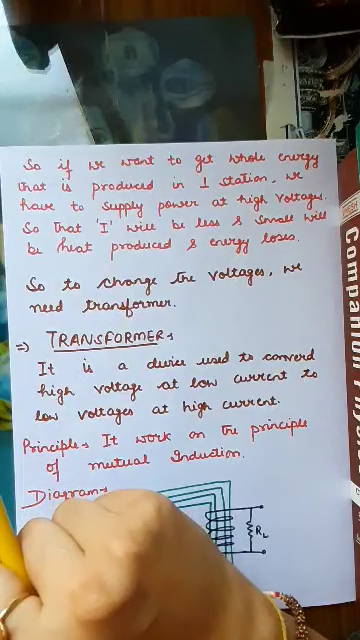 So if we want to get whole energy
that is produced in 1 station, we
have to supply power at high voltages.
So that 'I' will be less & small will
be heat produced & energy loses.
So to change the voltages, we
need transformer.
⇒ TRANSFORMER→
It is a device used to converd
high voltage at low current to
low voltages at high current.
Principle→ It work on the principle
of mutual Induction.
Diagram→
RL
Companion